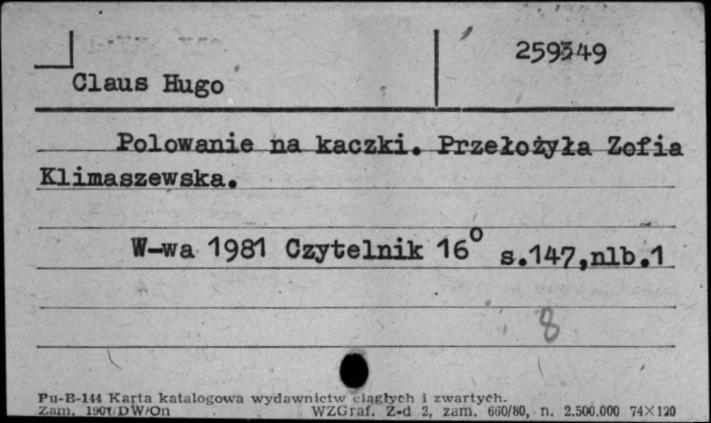 259349
Claus Hugo
Polowanie na kaczki. Przełożyła Zofia
Klimaszewska.
W-wa 1981 Czytelnik 16° s.147,nlb.1
8
Pu-B-144 Karta katalogowa wydawnictw ciągłych i zwartych.
Zam. DW/On WZGraf. Z-d 2, zam. 660/80, n. 2.500.000 74×120